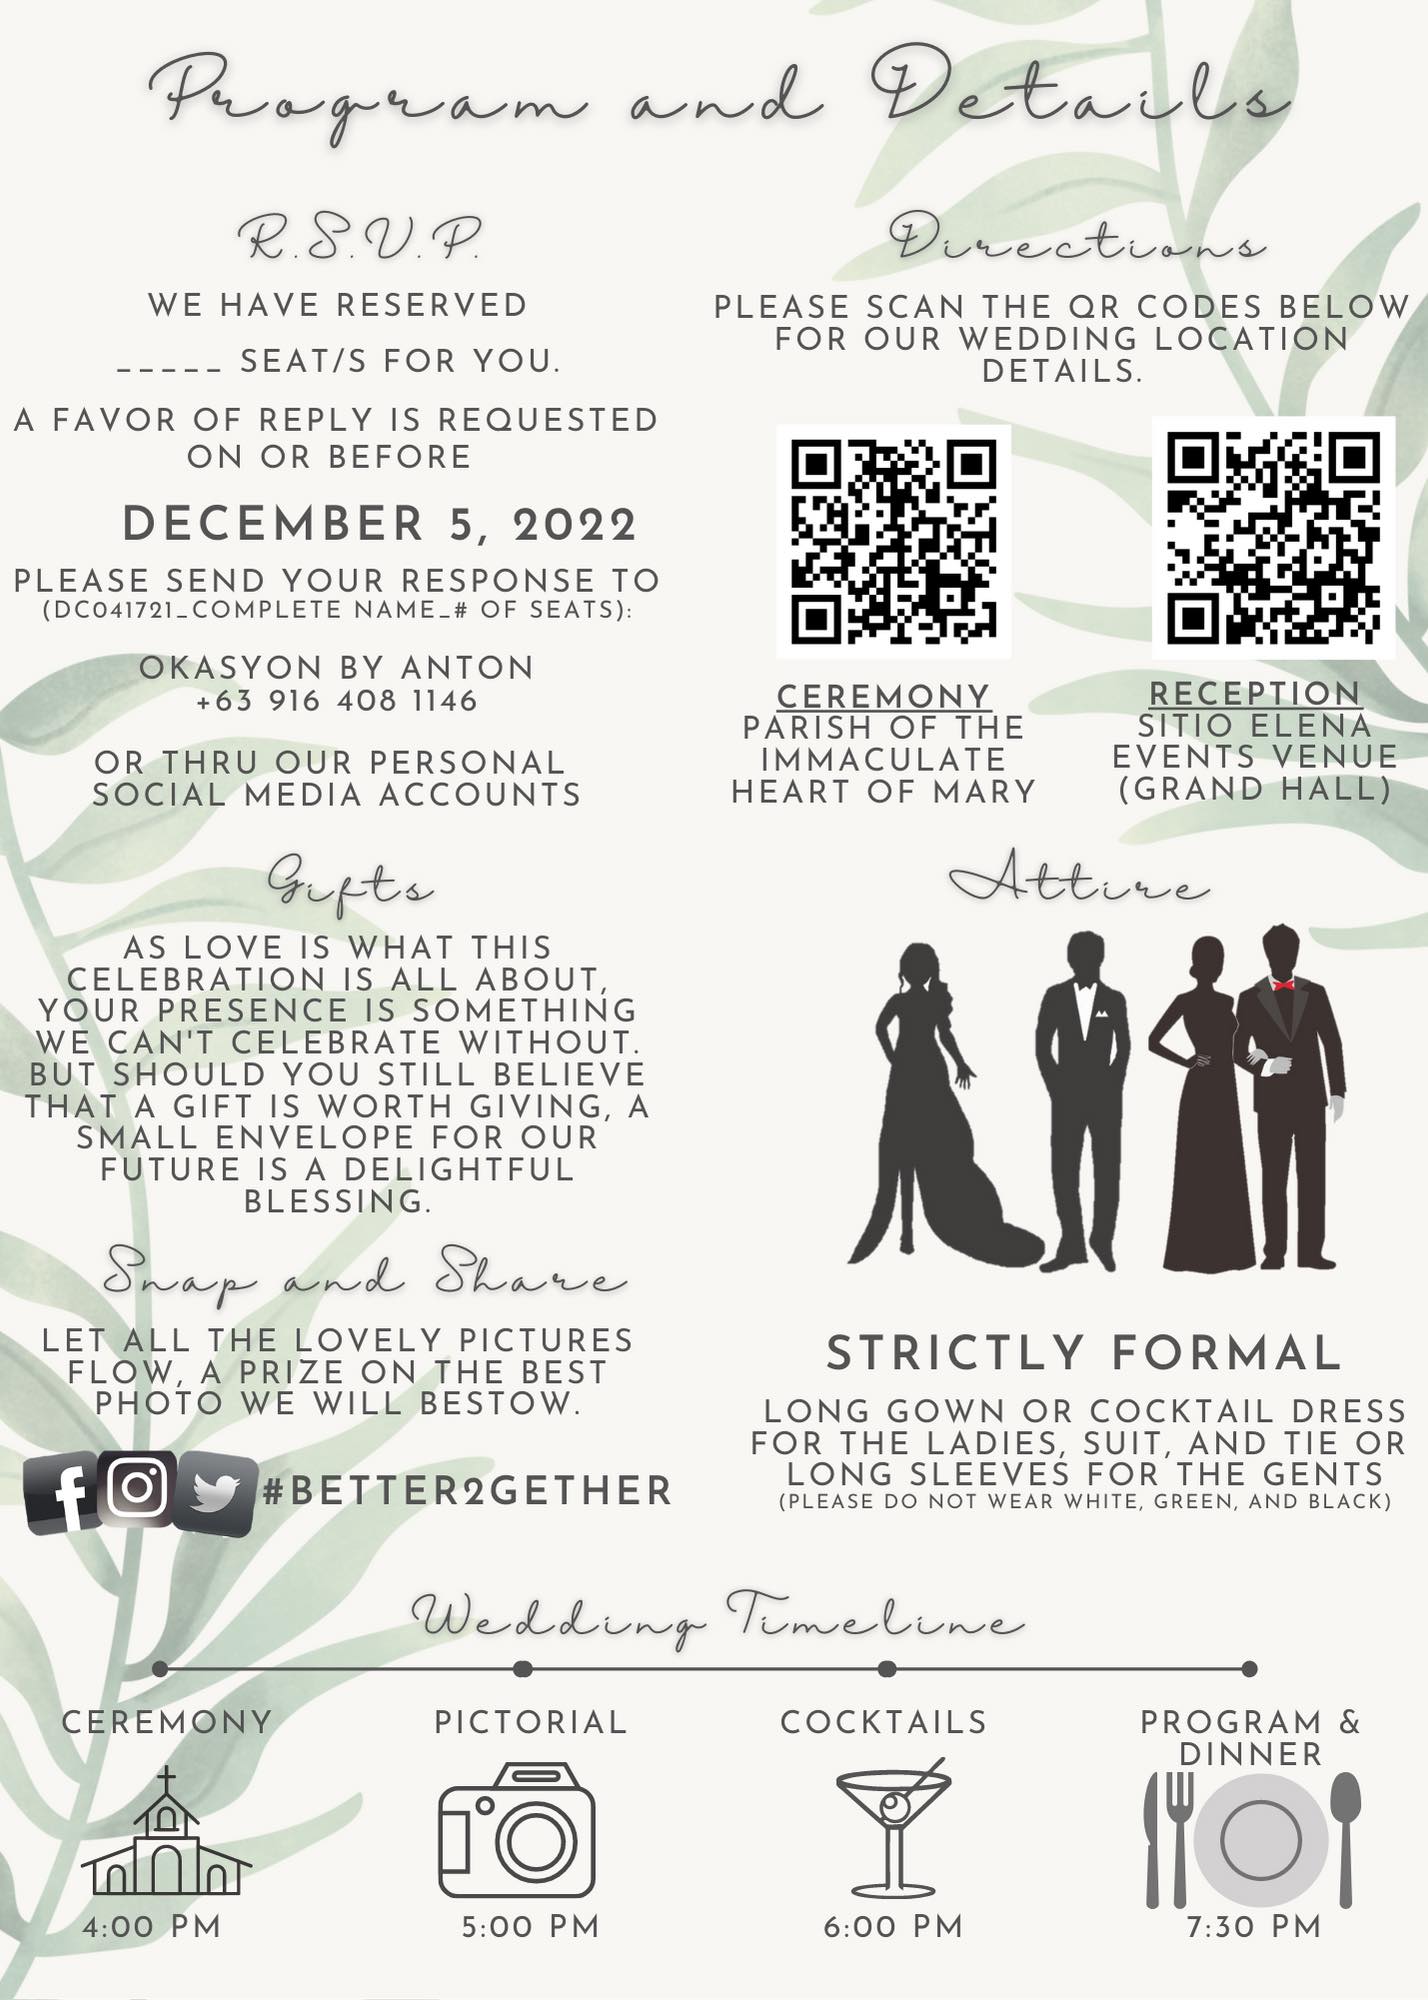 Program and Details
R.S.V.P.
WE HAVE RESERVED
_____ SEAT/S FOR YOU.
A FAVOR OF REPLY IS REQUESTED
ON OR BEFORE
DECEMBER 5, 2022
PLEASE SEND YOUR RESPONSE TO
(DC041721_COMPLETE NAME_# OF SEATS):
OKASYON BY ANTON
+63 916 408 1146
OR THRU OUR PERSONAL
SOCIAL MEDIA ACCOUNTS
Directions
PLEASE SCAN THE QR CODES BELOW
FOR OUR WEDDING LOCATION
DETAILS.
CEREMONY
PARISH OF THE
IMMACULATE
HEART OF MARY
RECEPTION
SITIO ELENA
EVENTS VENUE
(GRAND HALL)
Gifts
AS LOVE IS WHAT THIS
CELEBRATION IS ALL ABOUT,
YOUR PRESENCE IS SOMETHING
WE CAN'T CELEBRATE WITHOUT.
BUT SHOULD YOU STILL BELIEVE
THAT A GIFT IS WORTH GIVING, A
SMALL ENVELOPE FOR OUR
FUTURE IS A DELIGHTFUL
BLESSING.
Snap and Share
LET ALL THE LOVELY PICTURES
FLOW, A PRIZE ON THE BEST
PHOTO WE WILL BESTOW.
#BETTER2GETHER
Attire
STRICTLY FORMAL
LONG GOWN OR COCKTAIL DRESS
FOR THE LADIES, SUIT, AND TIE OR
LONG SLEEVES FOR THE GENTS
(PLEASE DO NOT WEAR WHITE, GREEN, AND BLACK)
Wedding Timeline
CEREMONY
4:00 PM
PICTORIAL
5:00 PM
COCKTAILS
6:00 PM
PROGRAM &
DINNER
7:30 PM